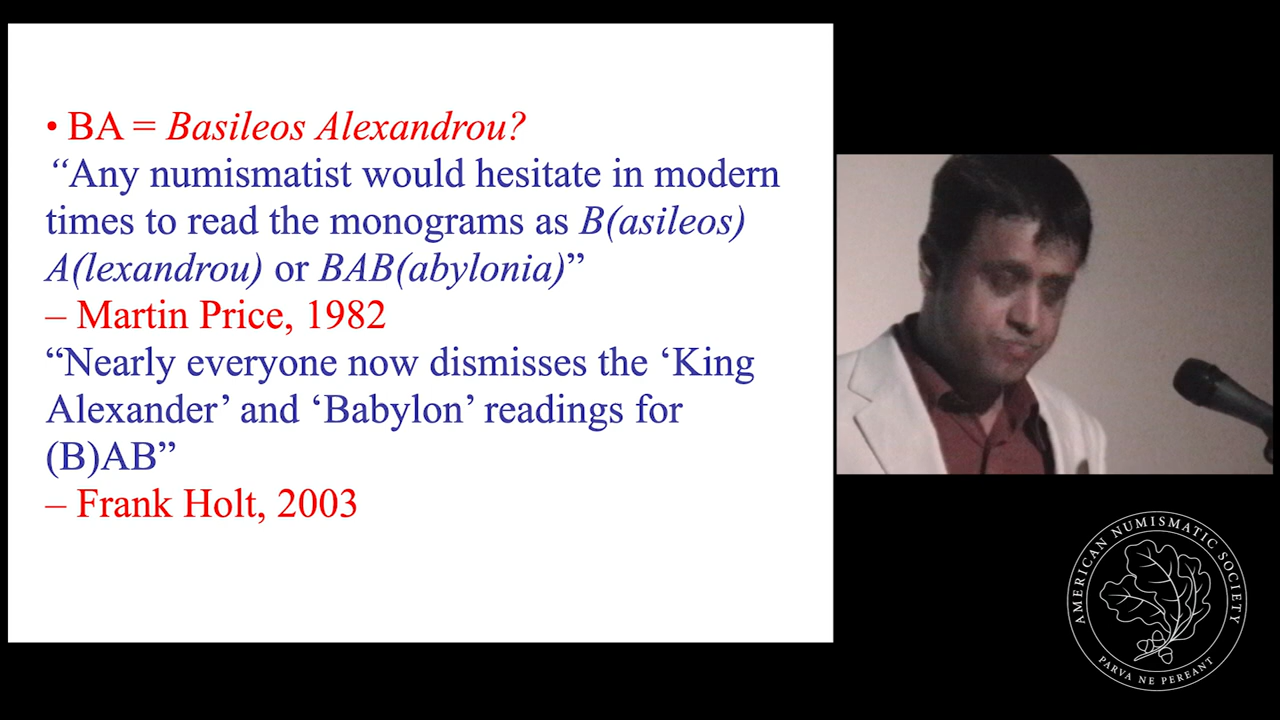 • BA = Basileos Alexandrou?
“Any numismatist would hesitate in modern
times to read the monograms as B(asileos)
A(lexandrou) or BAB(abylonia)”
– Martin Price, 1982
“Nearly everyone now dismisses the ‘King
Alexander’ and ‘Babylon’ readings for
(B)AB”
– Frank Holt, 2003
AMERICAN NUMISMATIC SOCIETY
PARVA NE PEREANT